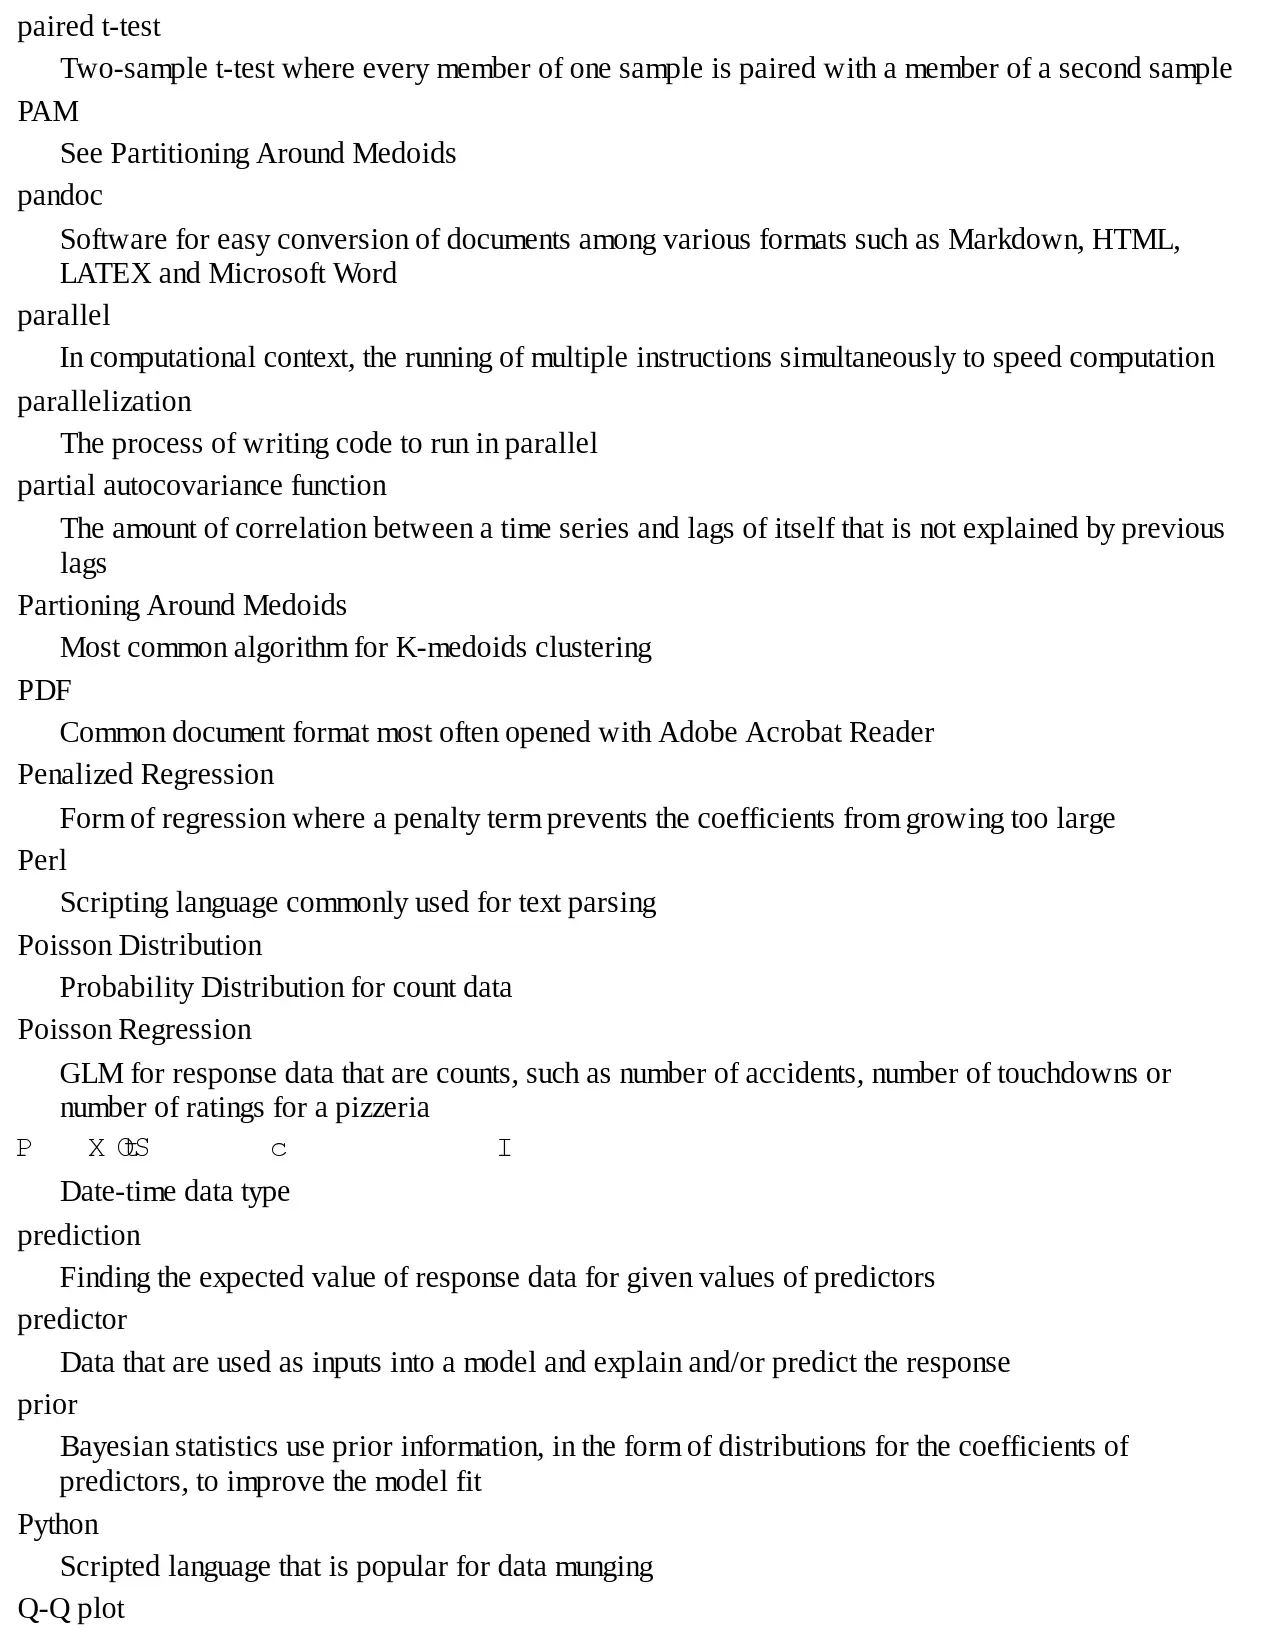 paired t-test
Two-sample t-test where every member of one sample is paired with a member of a second sample
PAM
See Partitioning Around Medoids
pandoc
Software for easy conversion of documents among various formats such as Markdown, HTML,
LATEX and Microsoft Word
parallel
In computational context, the running of multiple instructions simultaneously to speed computation
parallelization
The process of writing code to run in parallel
partial autocovariance function
The amount of correlation between a time series and lags of itself that is not explained by previous
lags
Partioning Around Medoids
Most common algorithm for K-medoids clustering
PDF
Common document format most often opened with Adobe Acrobat Reader
Penalized Regression
Form of regression where a penalty term prevents the coefficients from growing too large
Perl
Scripting language commonly used for text parsing
Poisson Distribution
Probability Distribution for count data
Poisson Regression
GLM for response data that are counts, such as number of accidents, number of touchdowns or
number of ratings for a pizzeria
P X c I
Date-time data type
prediction
Finding the expected value of response data for given values of predictors
predictor
Data that are used as inputs into a model and explain and/or predict the response
prior
Bayesian statistics use prior information, in the form of distributions for the coefficients of
predictors, to improve the model fit
Python
Scripted language that is popular for data munging
Q-Q plot